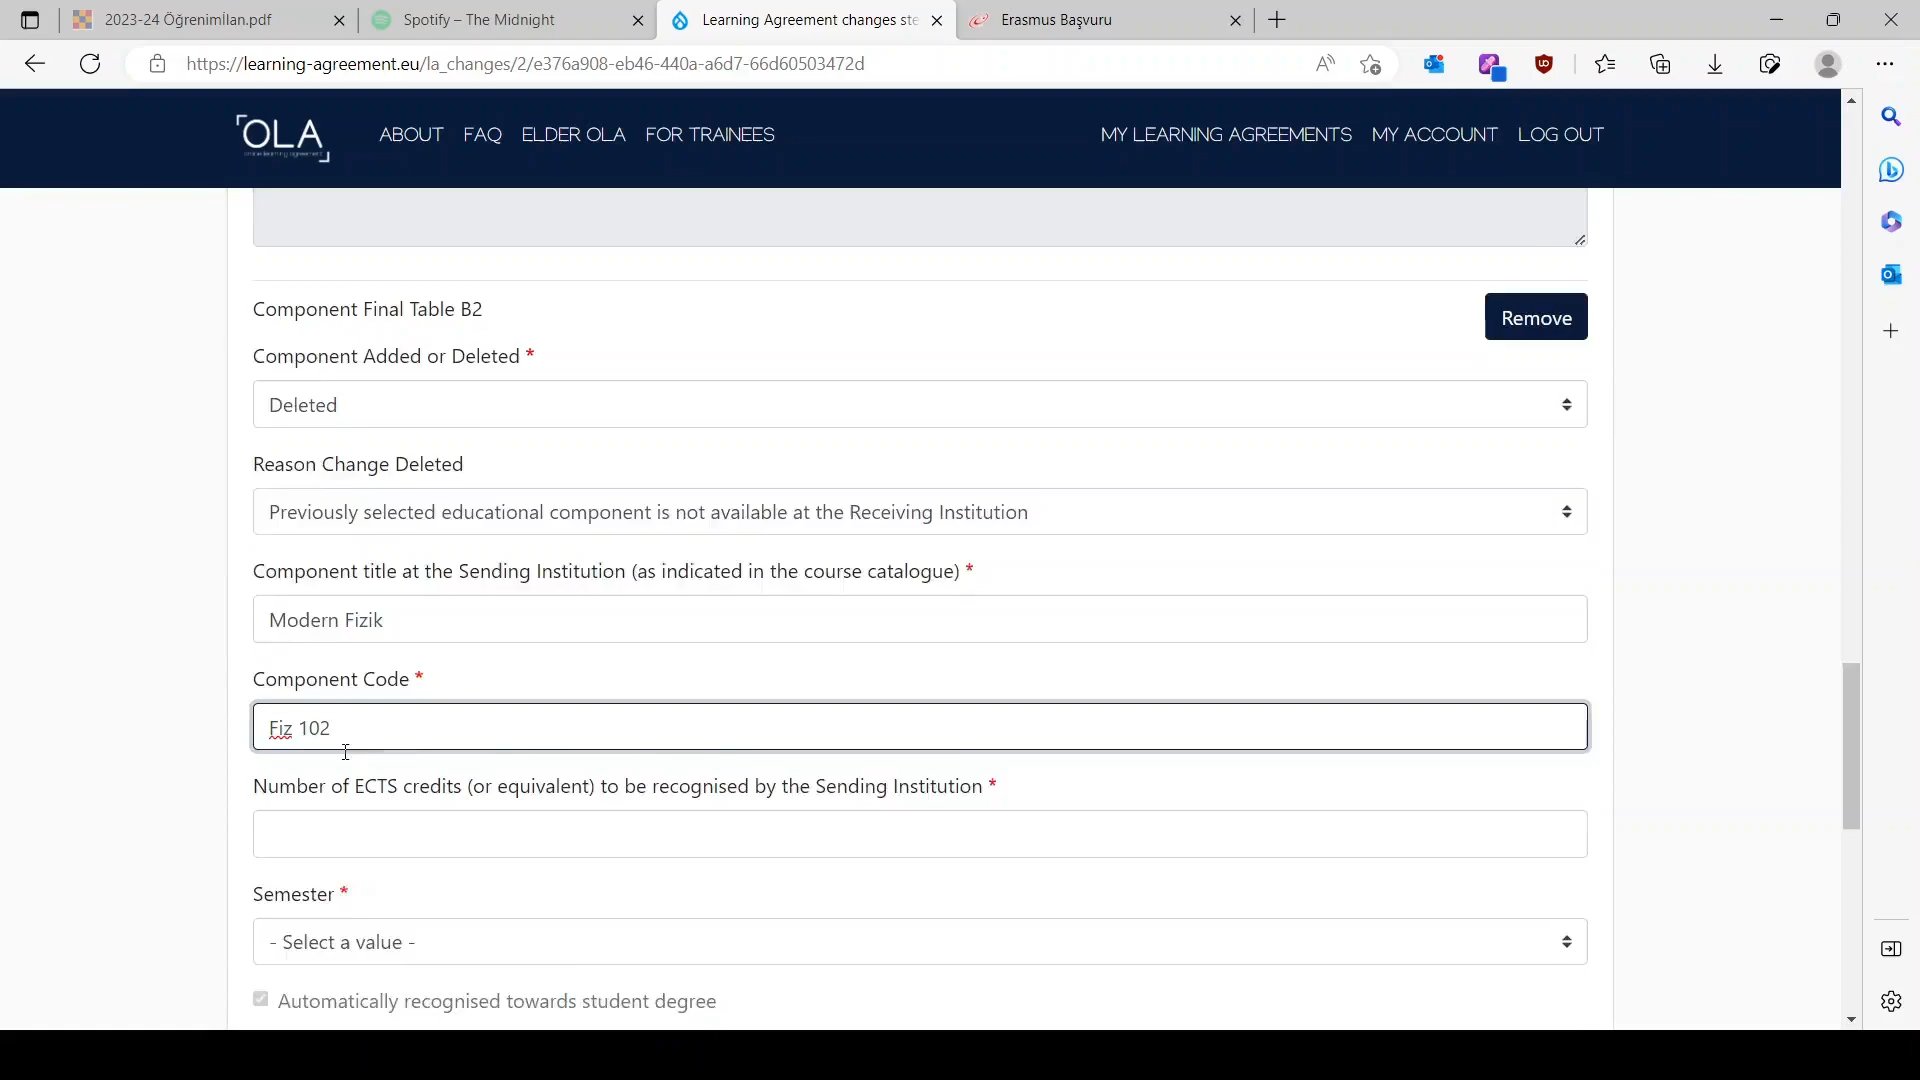 2023-24 Öğrenimİlan.pdf
Spotify – The Midnight
Learning Agreement changes ste
Erasmus Başvuru
https://learning-agreement.eu/la_changes/2/e376a908-eb46-440a-a6d7-66d60503472d
OLA
ABOUT
FAQ
ELDER OLA
FOR TRAINEES
MY LEARNING AGREEMENTS
MY ACCOUNT
LOG OUT
Component Final Table B2
Remove
Component Added or Deleted *
Deleted
Reason Change Deleted
Previously selected educational component is not available at the Receiving Institution
Component title at the Sending Institution (as indicated in the course catalogue) *
Modern Fizik
Component Code *
Fiz 102
Number of ECTS credits (or equivalent) to be recognised by the Sending Institution *
Semester *
- Select a value -
Automatically recognised towards student degree